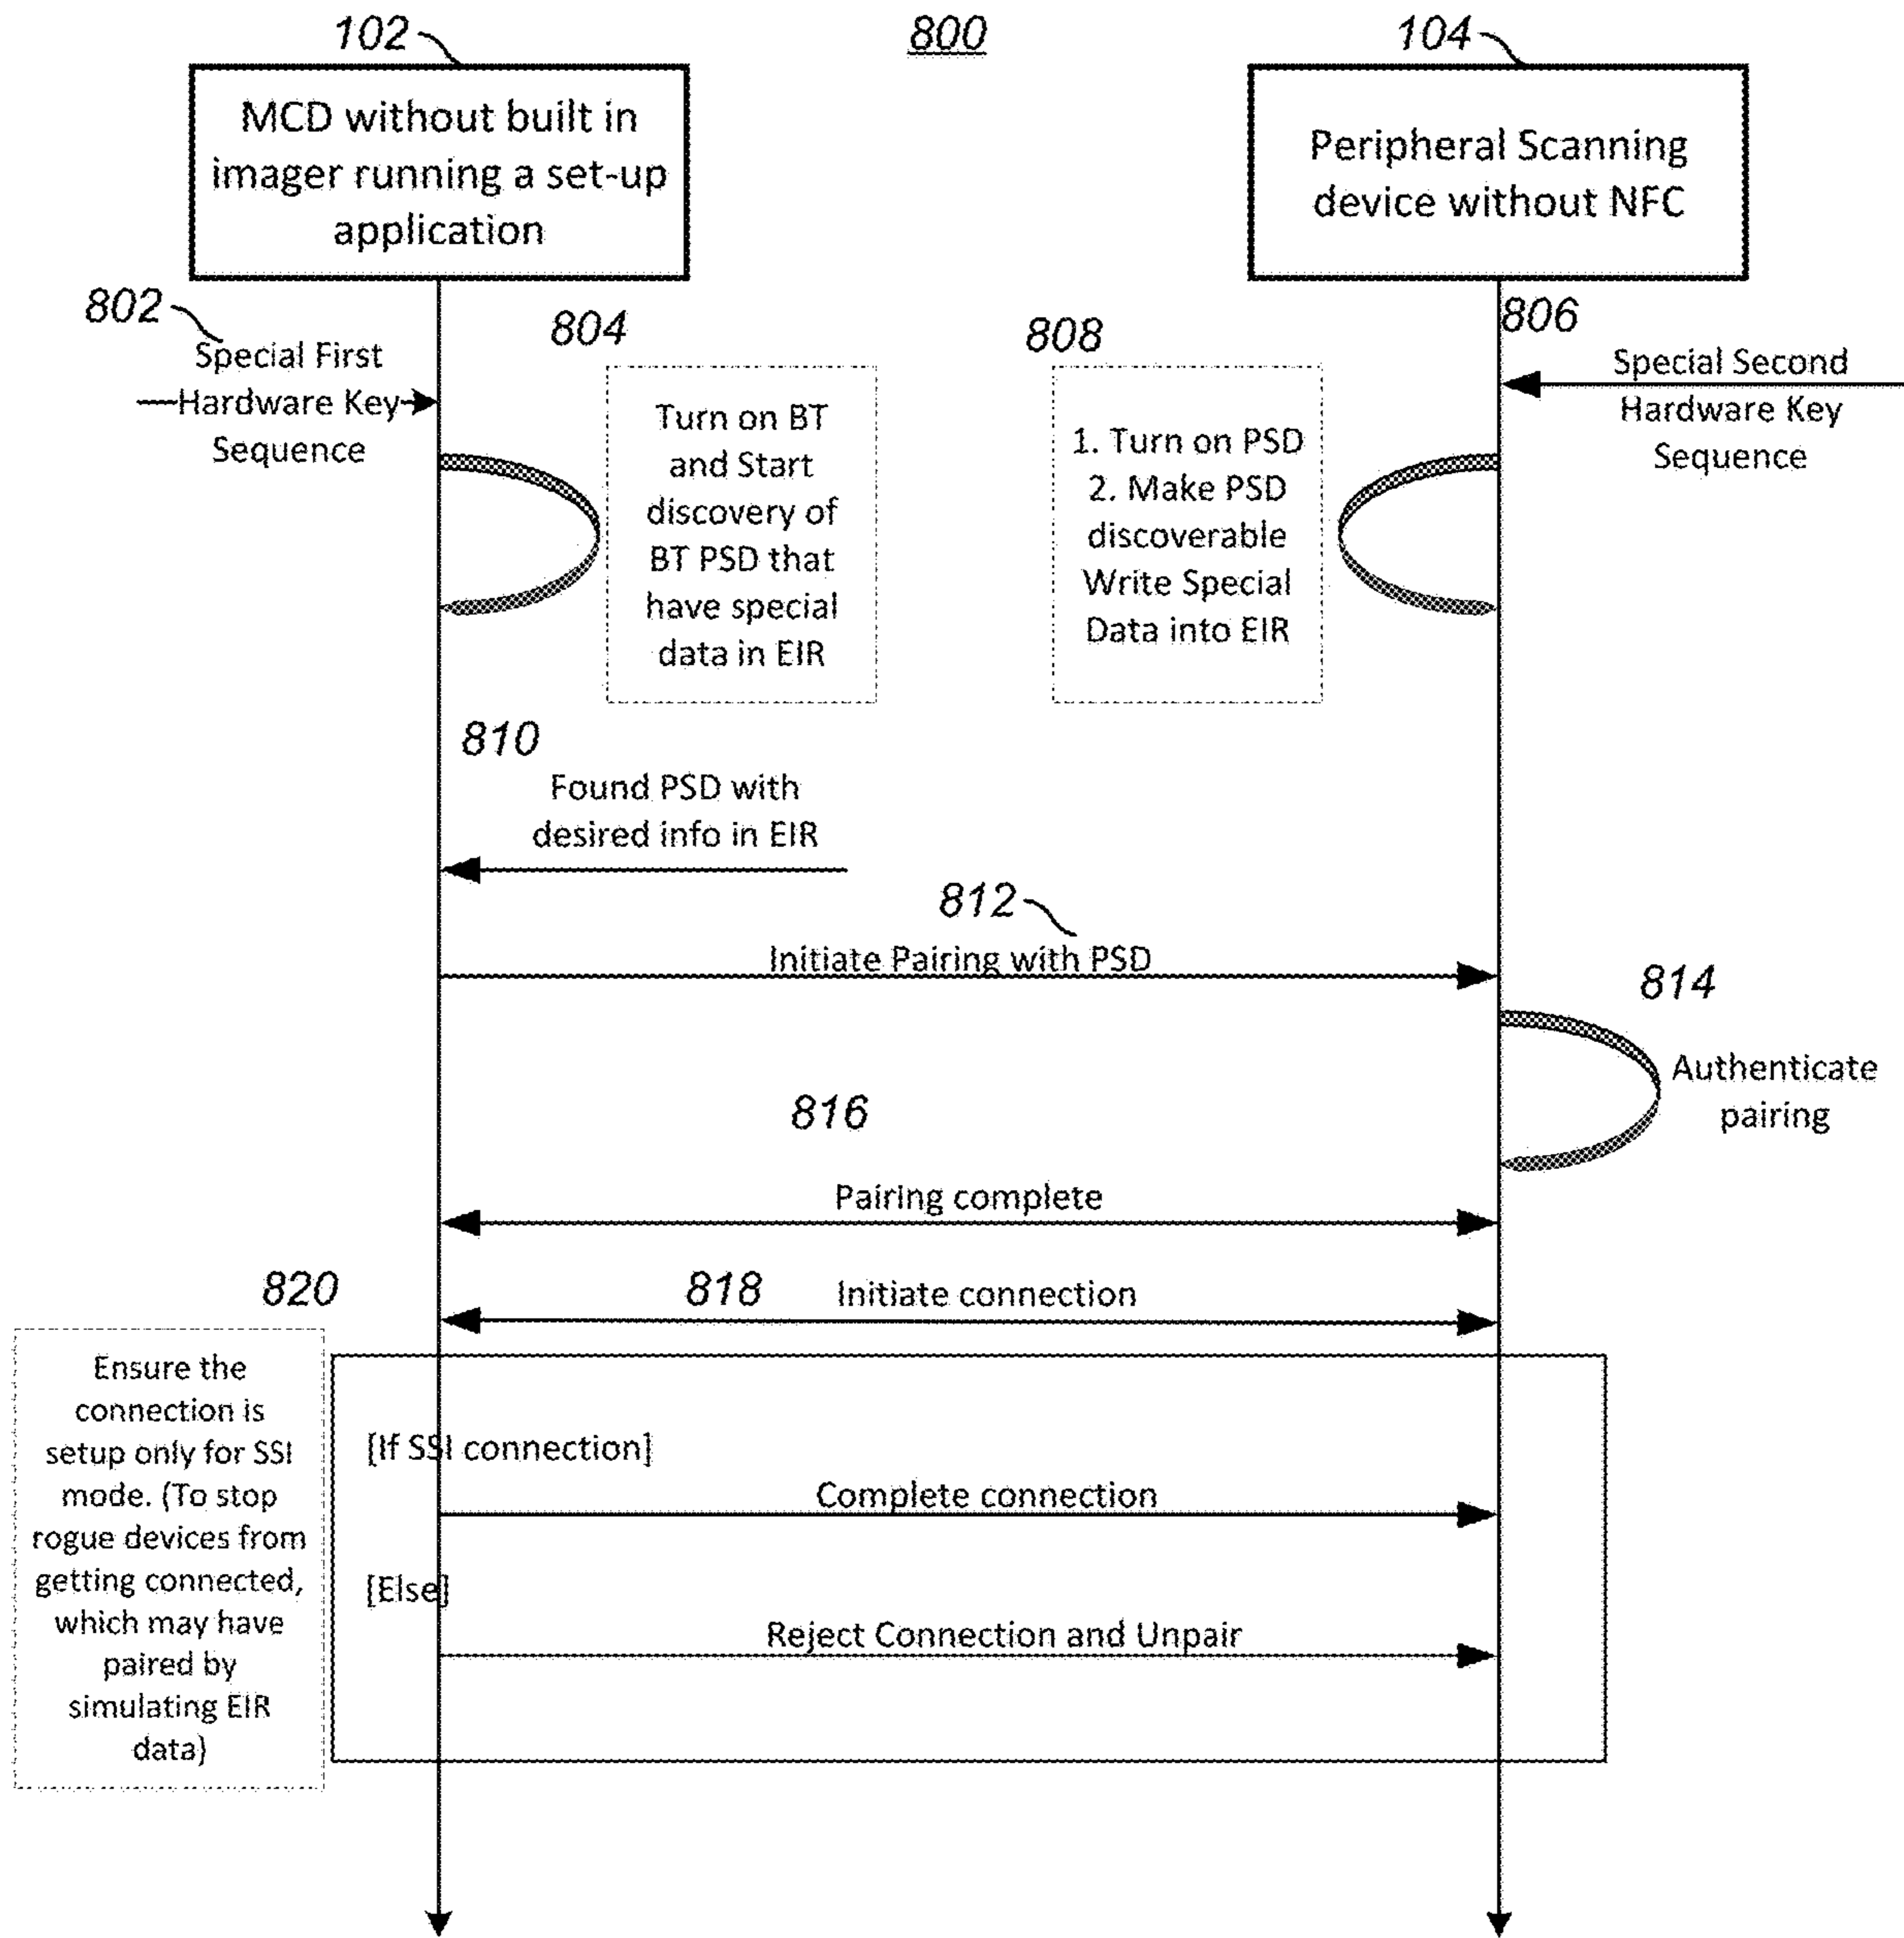 800
102
MCD without built in
imager running a set-up
application
104
Peripheral Scanning
device without NFC
802
Special First
Hardware Key
Sequence
804
Turn on BT
and Start
discovery of
BT PSD that
have special
data in EIR
808
1. Turn on PSD
2. Make PSD
discoverable
Write Special
Data into EIR
806
Special Second
Hardware Key
Sequence
810
Found PSD with
desired info in EIR
812
Initiate Pairing with PSD
814
Authenticate
pairing
816
Pairing complete
818
Initiate connection
820
Ensure the
connection is
setup only for SSI
mode. (To stop
rogue devices from
getting connected,
which may have
paired by
simulating EIR
data)
[If SSI connection]
Complete connection
[Else]
Reject Connection and Unpair